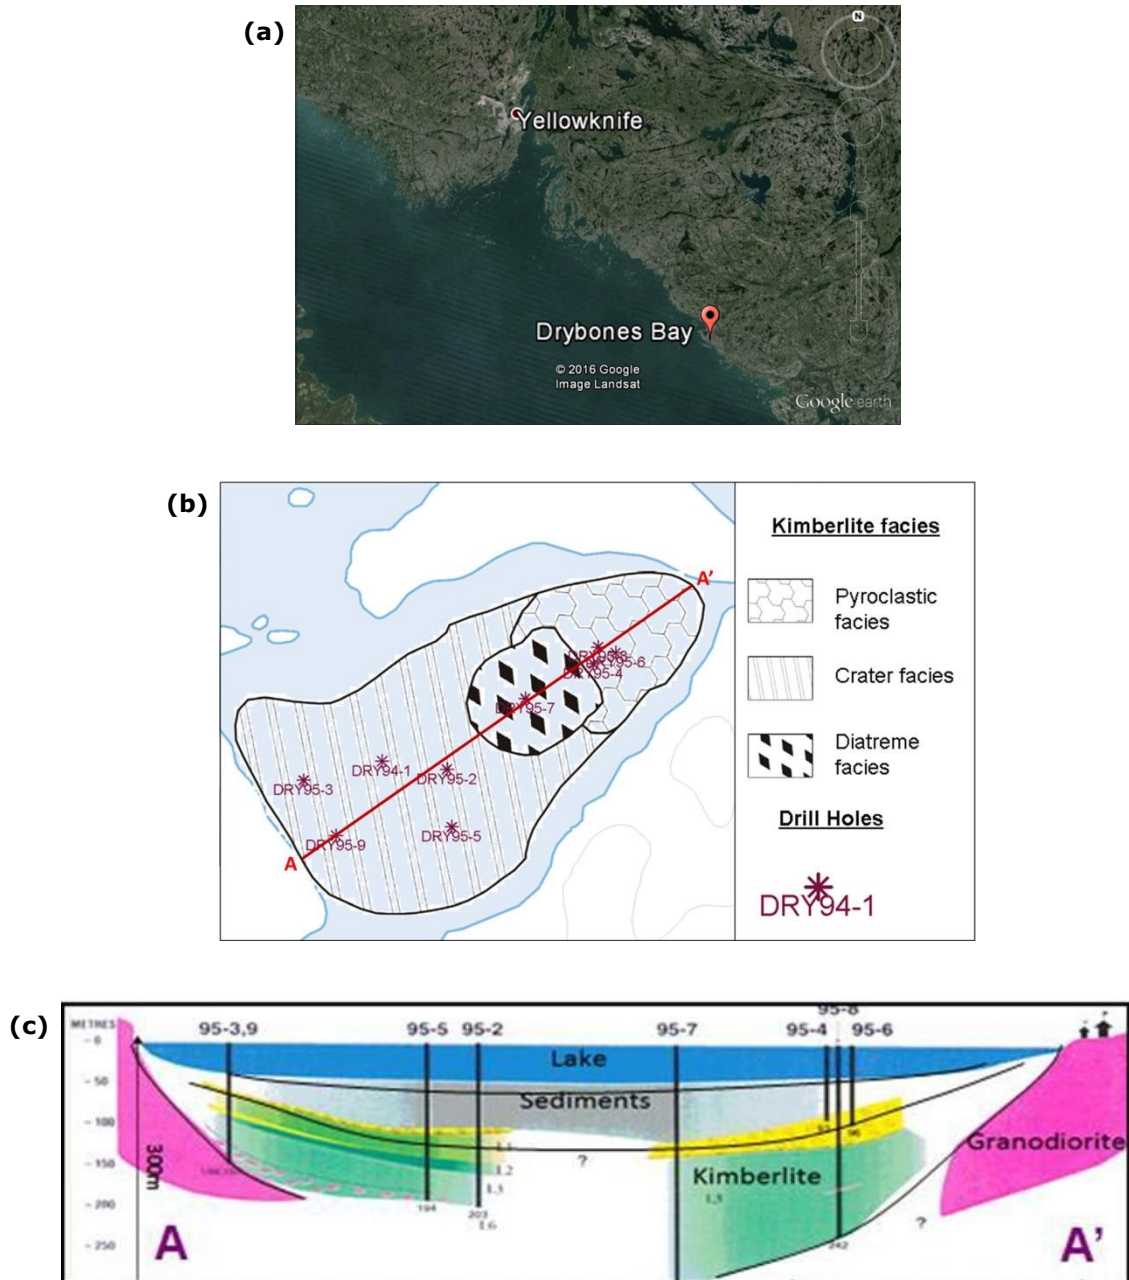 (a)
N
Yellowknife
Drybones Bay
© 2016 Google
Image Landsat
Google earth
(b)
A'
DRY95-6
DRY95-4
DRY95-7
DRY94-1
DRY95-2
DRY95-3
DRY95-5
DRY95-9
A
Kimberlite facies
Pyroclastic
facies
Crater facies
Diatreme
facies
Drill Holes
DRY94-1
(c)
METRES
95-3,9
95-5
95-2
95-7
95-4
95-8
95-6
- 0
- 50
- 100
- 150
- 200
- 250
Lake
Sediments
Kimberlite
Granodiorite
300m
?
?
96
194
203
242
A
A'